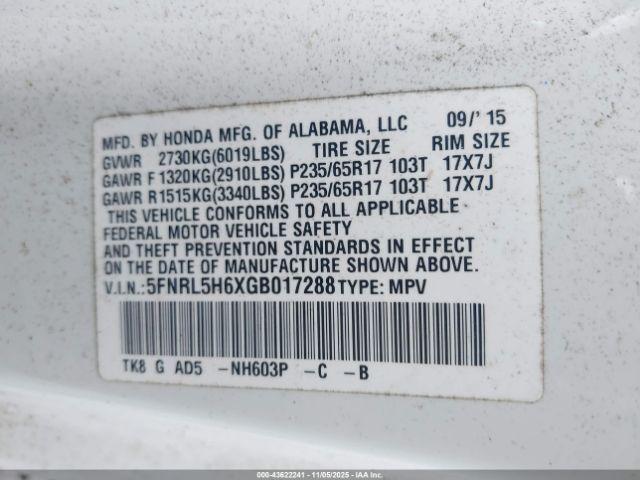 MFD. BY HONDA MFG. OF ALABAMA, LLC 09/'15
GVWR 2730KG(6019LBS) TIRE SIZE RIM SIZE
GAWR F 1320KG(2910LBS) P235/65R17 103T 17X7J
GAWR R1515KG(3340LBS) P235/65R17 103T 17X7J
THIS VEHICLE CONFORMS TO ALL APPLICABLE
FEDERAL MOTOR VEHICLE SAFETY
AND THEFT PREVENTION STANDARDS IN EFFECT
ON THE DATE OF MANUFACTURE SHOWN ABOVE.
V.I.N.:5FNRL5H6XGB017288 TYPE: MPV
TK8 G AD5 -NH603P -C -B
000-43622241 - 11/05/2025 - IAAI.COM